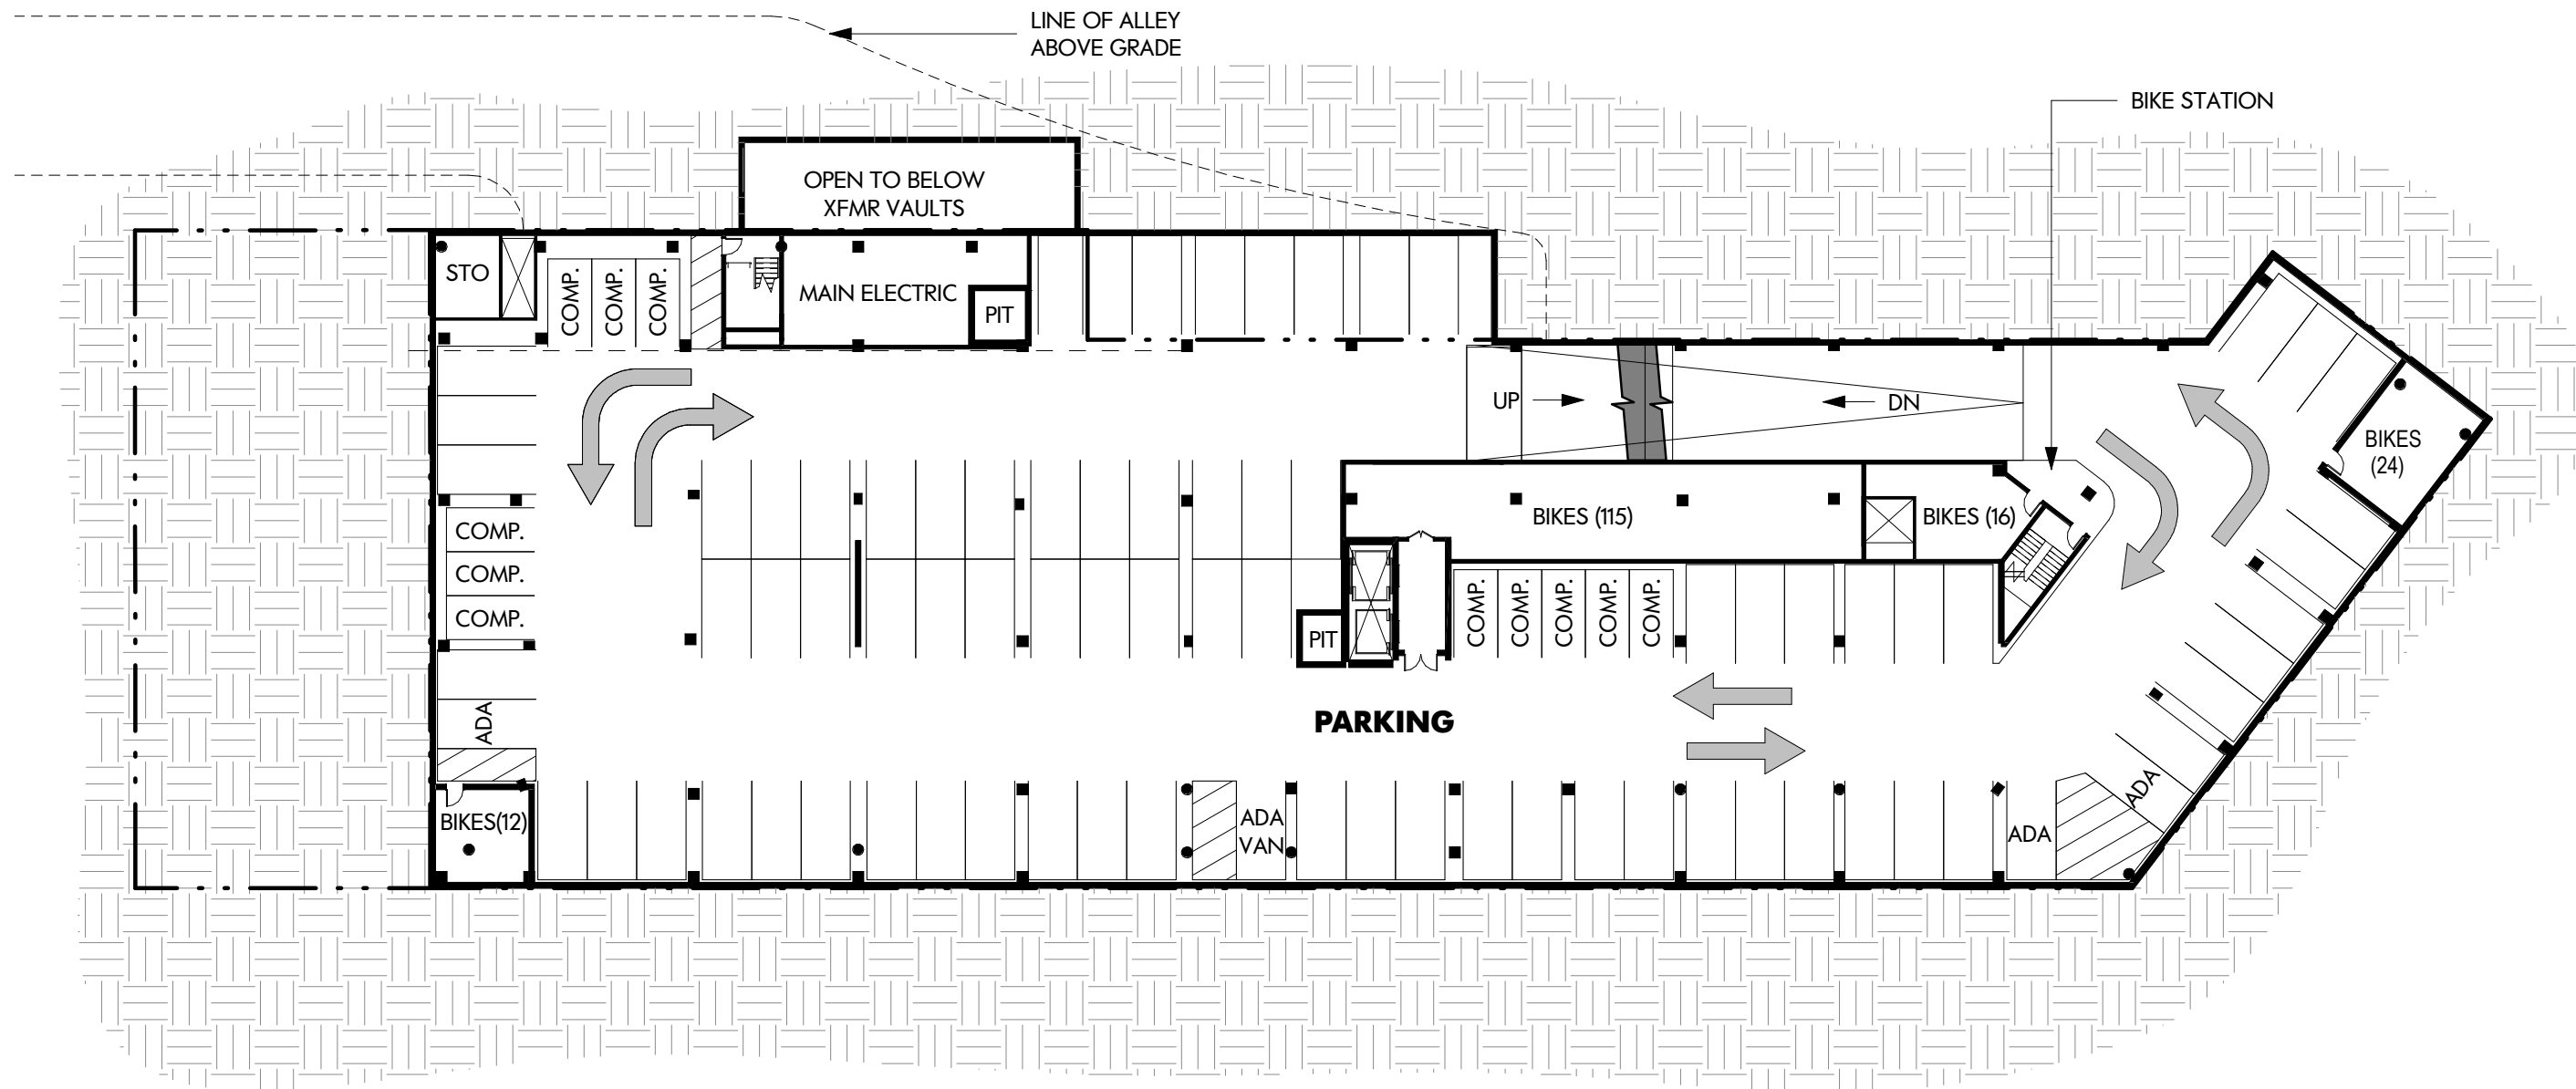 LINE OF ALLEY
ABOVE GRADE
BIKE STATION
OPEN TO BELOW
XFMR VAULTS
STO
COMP.
COMP.
COMP.
MAIN ELECTRIC
PIT
UP
DN
BIKES
(24)
COMP.
COMP.
COMP.
BIKES (115)
BIKES (16)
PIT
COMP.
COMP.
COMP.
COMP.
COMP.
ADA
PARKING
ADA
BIKES(12)
ADA
VAN
ADA